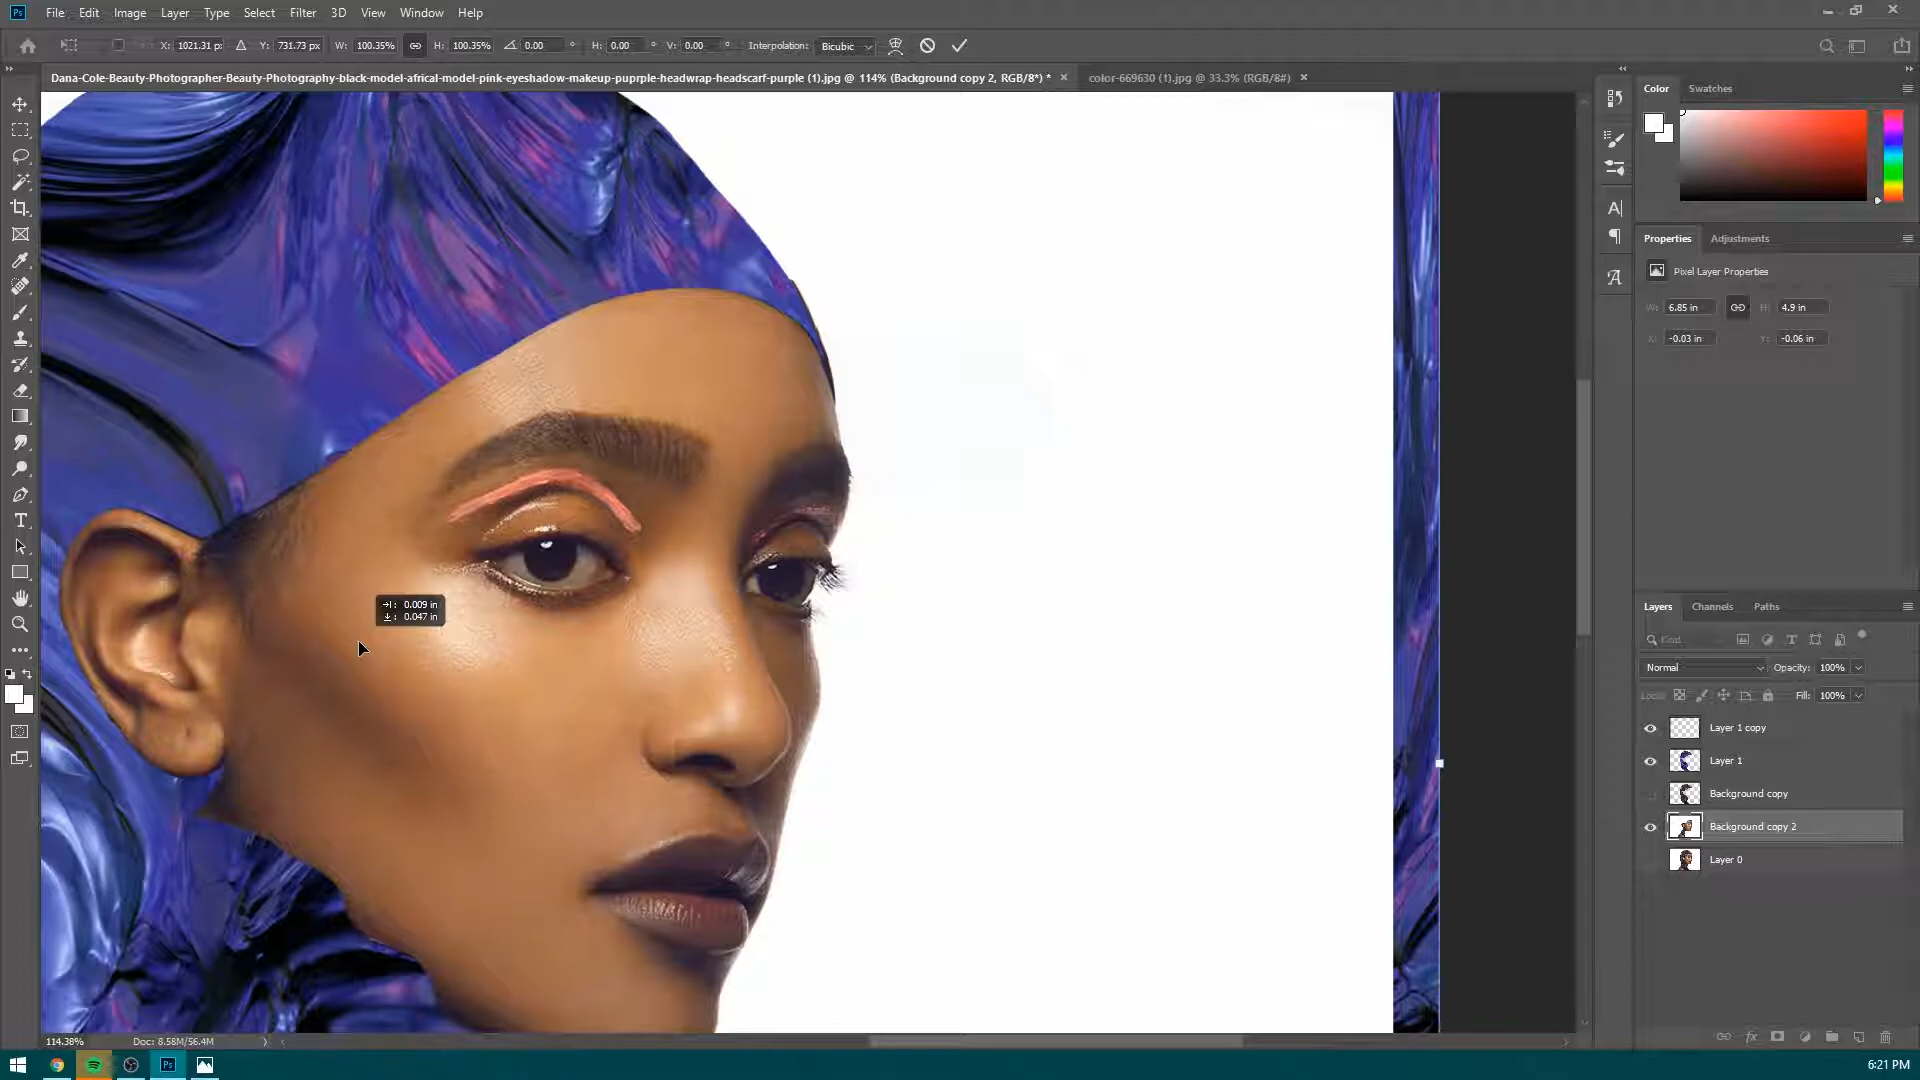 Ps File Edit Image Layer Type Select Filter 3D View Window Help
X: 1021.31 px Y: 731.73 px W: 100.35% H: 100.35% 0.00 ° H: 0.00 ° V: 0.00 ° Interpolation: Bicubic
Dana-Cole-Beauty-Photographer-Beauty-Photography-black-model-africal-model-pink-eyeshadow-makeup-puprple-headwrap-headscarf-purple (1).jpg @ 114% (Background copy 2, RGB/8*) * × color-669630 (1).jpg @ 33.3% (RGB/8#) ×
Color Swatches
Properties Adjustments
Pixel Layer Properties
W: 6.85 in H: 4.9 in
X: -0.03 in Y: -0.06 in
0.009 in
0.047 in
Layers Channels Paths
Kind
Normal Opacity: 100%
Lock: Fill: 100%
Layer 1 copy
Layer 1
Background copy
Background copy 2
Layer 0
114.38% Doc: 8.58M/56.4M
Ps
6:21 PM